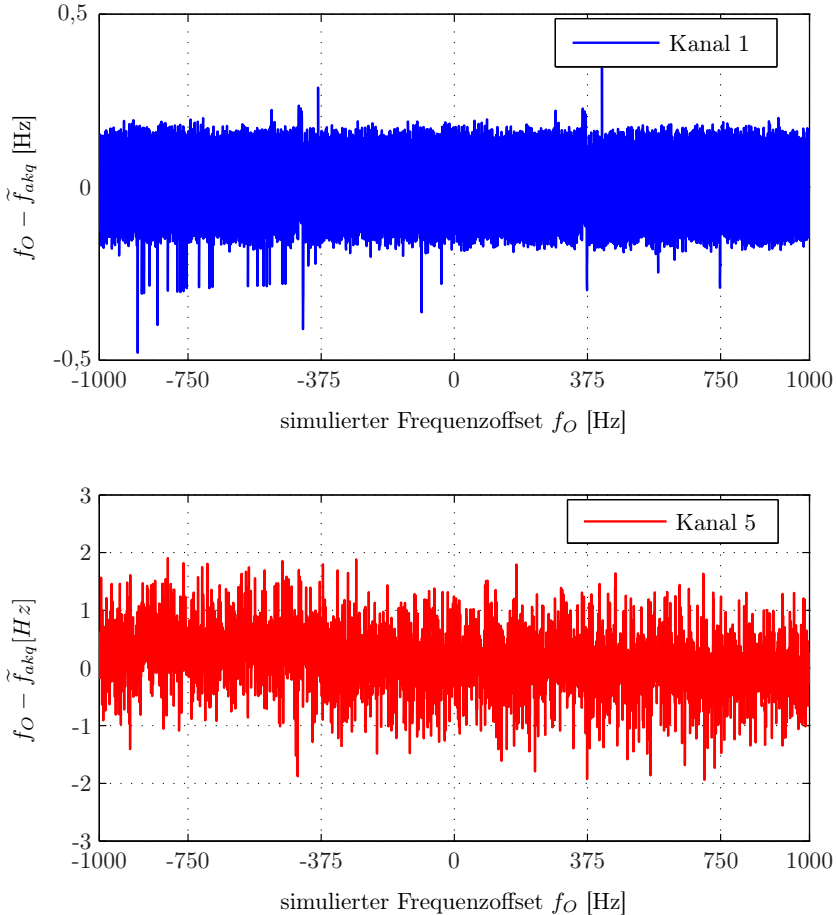 0,5
Kanal 1
f_O − f̃_akq [Hz]
0
-0,5
-1000 -750 -375 0 375 750 1000
simulierter Frequenzoffset f_O [Hz]
3
Kanal 5
2
1
f_O − f̃_akq[Hz]
0
-1
-2
-3
-1000 -750 -375 0 375 750 1000
simulierter Frequenzoffset f_O [Hz]